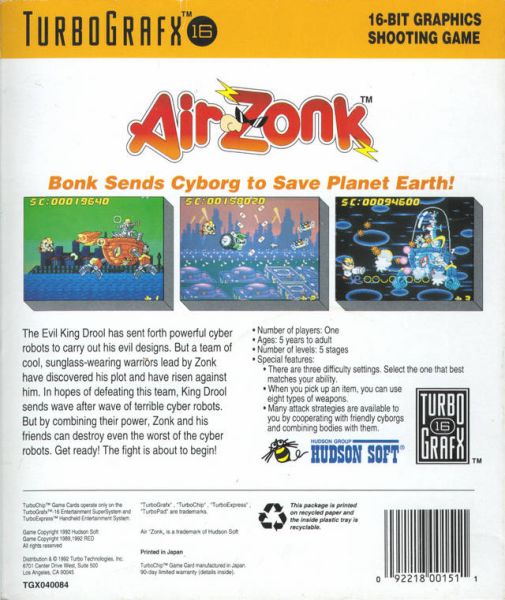 TURBOGRAFX™ 16
16-BIT GRAPHICS
SHOOTING GAME
Air Zonk™
Bonk Sends Cyborg to Save Planet Earth!
SC:00019640
SC:00150020
SC:00094600
The Evil King Drool has sent forth powerful cyber
robots to carry out his evil designs. But a team of
cool, sunglass-wearing warriors lead by Zonk
have discovered his plot and have risen against
him. In hopes of defeating this team, King Drool
sends wave after wave of terrible cyber robots.
But by combining their power, Zonk and his
friends can destroy even the worst of the cyber
robots. Get ready! The fight is about to begin!
• Number of players: One
• Ages: 5 years to adult
• Number of levels: 5 stages
• Special features:
• There are three difficulty settings. Select the one that best
matches your ability.
• When you pick up an item, you can use
eight types of weapons.
• Many attack strategies are available to
you by cooperating with friendly cyborgs
and combining bodies with them.
HUDSON GROUP
HUDSON SOFT®
TURBO
16
GRAFX
™
TurboChip™ Game Cards operate only on the
TurboGrafx™-16 Entertainment SuperSystem and
TurboExpress™ Handheld Entertainment System.
Game Copyright 1992 Hudson Soft
Game Copyright 1989,1992 RED
All rights reserved
Distribution & © 1992 Turbo Technologies, Inc.
6701 Center Drive West, Suite 500
Los Angeles, CA 90045
TGX040084
"TurboGrafx", "TurboChip", "TurboExpress",
"TurboPad" are trademarks.
Air "Zonk, is a trademark of Hudson Soft
Printed in Japan
TurboChip™ Game Card manufactured in Japan.
90-day limited warranty (details inside).
This package is printed
on recycled paper and
the inside plastic tray is
recyclable.
0 92218 00151 1